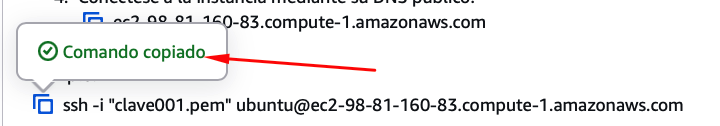 4. Conéctese a la instancia mediante su DNS público:
ec2-98-81-160-83.compute-1.amazonaws.com
Comando copiado
ssh -i "clave001.pem" ubuntu@ec2-98-81-160-83.compute-1.amazonaws.com